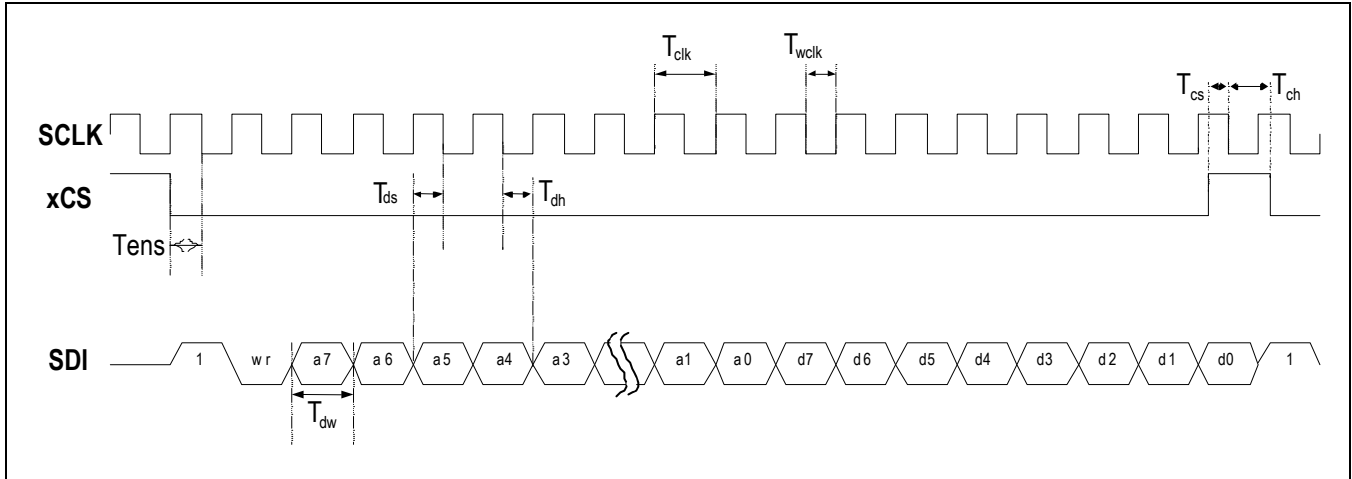 Tclk
Twclk
Tcs
Tch
SCLK
xCS
Tds
Tdh
Tens
SDI
1 wr a7 a6 a5 a4 a3 a1 a0 d7 d6 d5 d4 d3 d2 d1 d0 1
Tdw